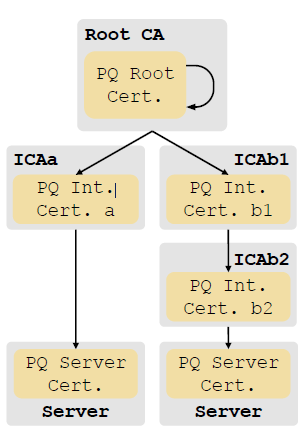 Root CA
PQ Root
Cert.
ICAa
PQ Int.
Cert. a
ICAb1
PQ Int.
Cert. b1
ICAb2
PQ Int.
Cert. b2
PQ Server
Cert.
Server
PQ Server
Cert.
Server